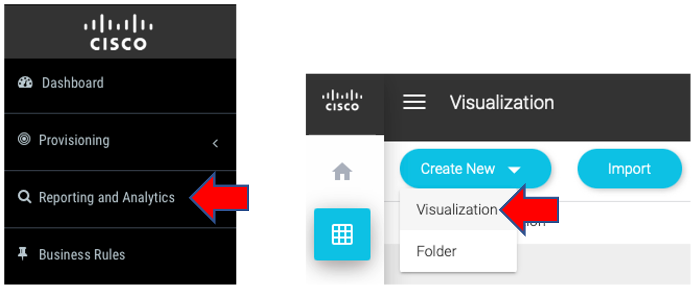 CISCO
Dashboard
Provisioning
Reporting and Analytics
Business Rules
CISCO
Visualization
Create New
Import
Visualization
Folder